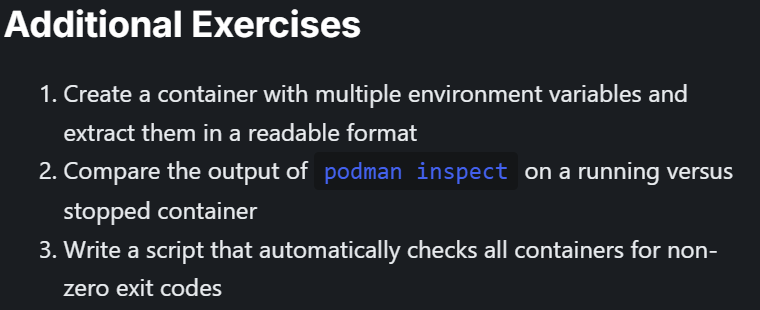 Additional Exercises
1. Create a container with multiple environment variables and
extract them in a readable format
2. Compare the output of podman inspect on a running versus
stopped container
3. Write a script that automatically checks all containers for non-
zero exit codes